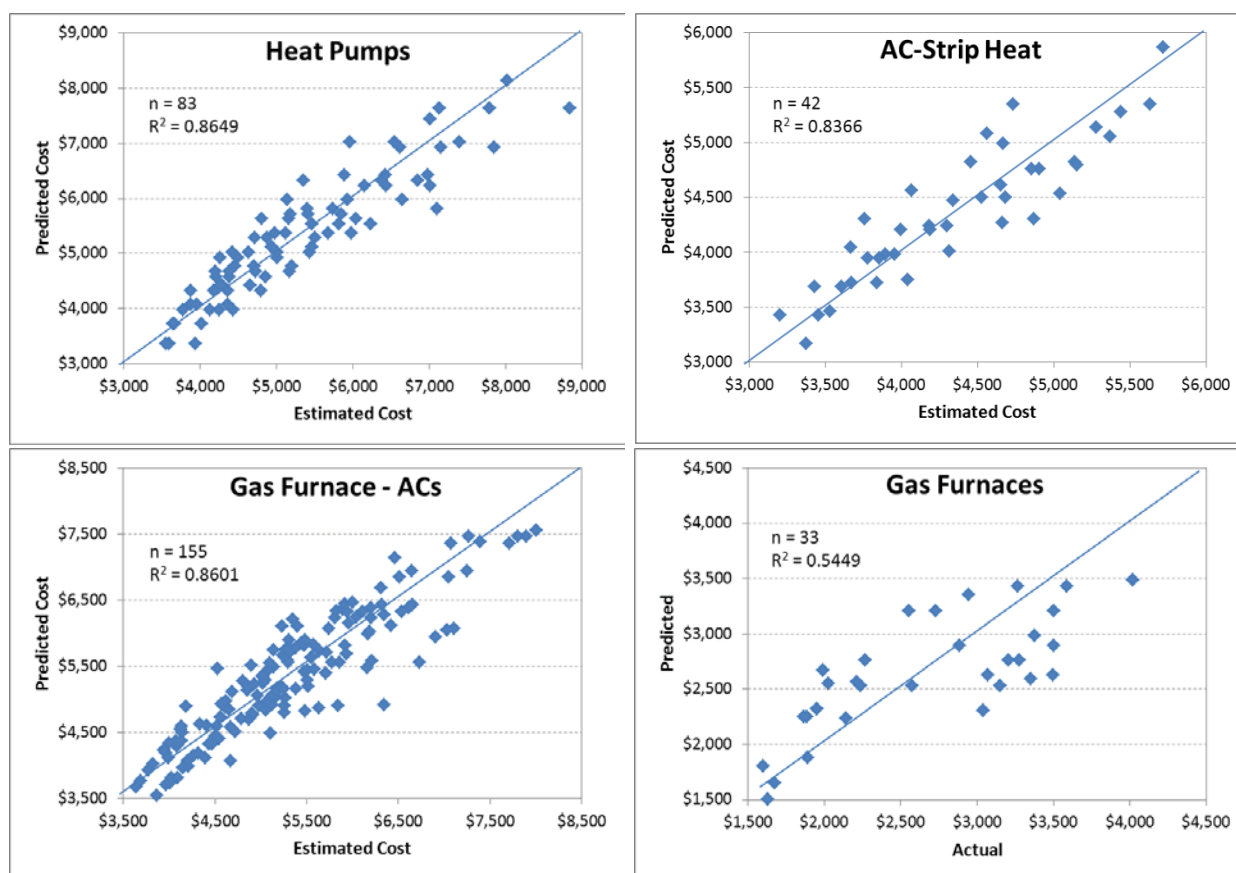 Heat Pumps
n = 83
R² = 0.8649
Predicted Cost
$9,000
$8,000
$7,000
$6,000
$5,000
$4,000
$3,000
$3,000 $4,000 $5,000 $6,000 $7,000 $8,000 $9,000
Estimated Cost
AC-Strip Heat
n = 42
R² = 0.8366
Predicted Cost
$6,000
$5,500
$5,000
$4,500
$4,000
$3,500
$3,000
$3,000 $3,500 $4,000 $4,500 $5,000 $5,500 $6,000
Estimated Cost
Gas Furnace - ACs
n = 155
R² = 0.8601
Predicted Cost
$8,500
$7,500
$6,500
$5,500
$4,500
$3,500
$3,500 $4,500 $5,500 $6,500 $7,500 $8,500
Estimated Cost
Gas Furnaces
n = 33
R² = 0.5449
Predicted
$4,500
$4,000
$3,500
$3,000
$2,500
$2,000
$1,500
$1,500 $2,000 $2,500 $3,000 $3,500 $4,000 $4,500
Actual